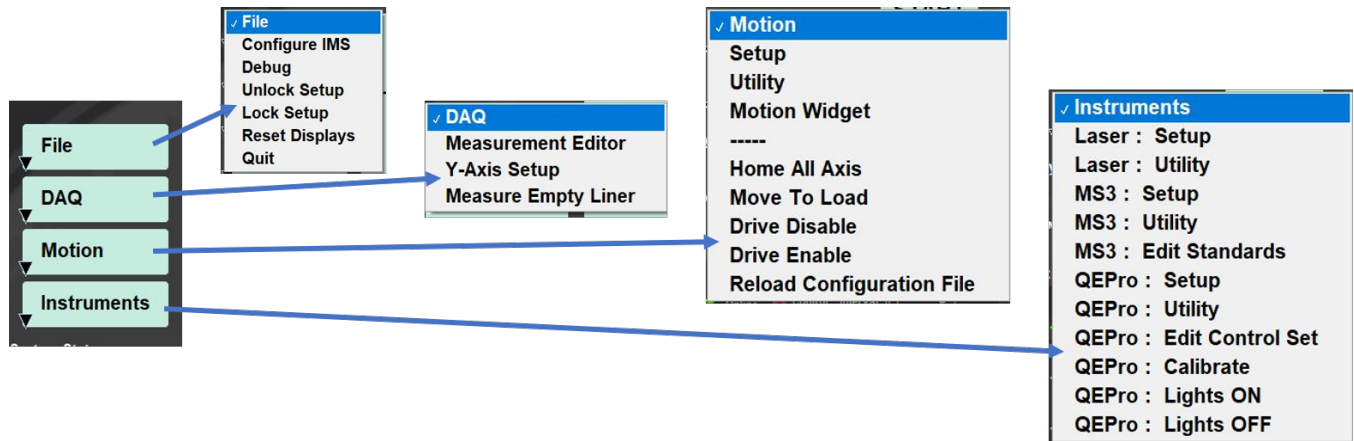 File
DAQ
Motion
Instruments
✓ File
Configure IMS
Debug
Unlock Setup
Lock Setup
Reset Displays
Quit
✓ DAQ
Measurement Editor
Y-Axis Setup
Measure Empty Liner
✓ Motion
Setup
Utility
Motion Widget
-----
Home All Axis
Move To Load
Drive Disable
Drive Enable
Reload Configuration File
✓ Instruments
Laser : Setup
Laser : Utility
MS3 : Setup
MS3 : Utility
MS3 : Edit Standards
QEPro : Setup
QEPro : Utility
QEPro : Edit Control Set
QEPro : Calibrate
QEPro : Lights ON
QEPro : Lights OFF